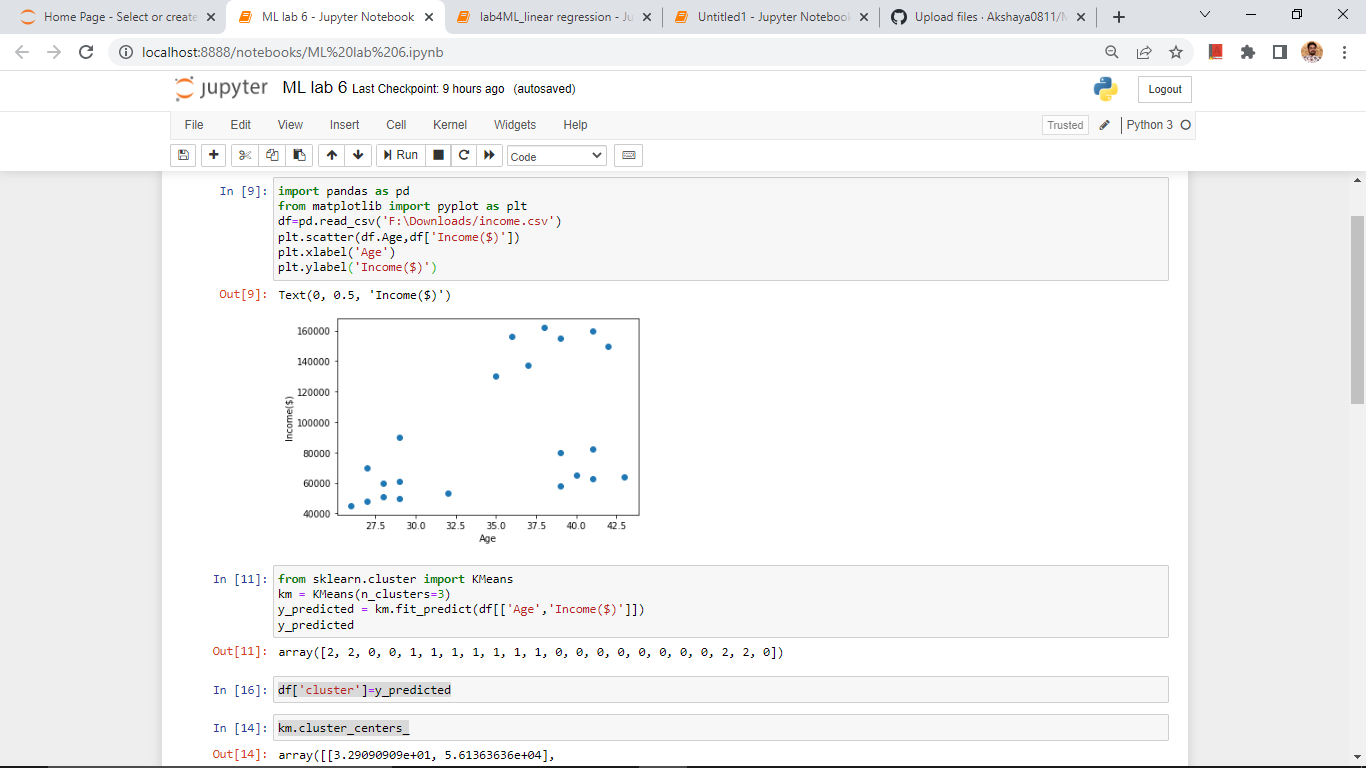 Home Page - Select or create
ML lab 6 - Jupyter Notebook
lab4ML_linear regression - Ju
Untitled1 - Jupyter Notebook
Upload files · Akshaya0811/M
localhost:8888/notebooks/ML%20lab%206.ipynb
jupyter ML lab 6 Last Checkpoint: 9 hours ago (autosaved)
Logout
File Edit View Insert Cell Kernel Widgets Help
Trusted
Python 3
Run
Code
In [9]:
import pandas as pd
from matplotlib import pyplot as plt
df=pd.read_csv('F:\Downloads/income.csv')
plt.scatter(df.Age,df['Income($)'])
plt.xlabel('Age')
plt.ylabel('Income($)')
Out[9]: Text(0, 0.5, 'Income($)')
160000
140000
120000
100000
80000
60000
40000
Income($)
27.5 30.0 32.5 35.0 37.5 40.0 42.5
Age
In [11]:
from sklearn.cluster import KMeans
km = KMeans(n_clusters=3)
y_predicted = km.fit_predict(df[['Age','Income($)']])
y_predicted
Out[11]: array([2, 2, 0, 0, 1, 1, 1, 1, 1, 1, 1, 0, 0, 0, 0, 0, 0, 0, 0, 2, 2, 0])
In [16]: df['cluster']=y_predicted
In [14]: km.cluster_centers_
Out[14]: array([[3.29090909e+01, 5.61363636e+04],